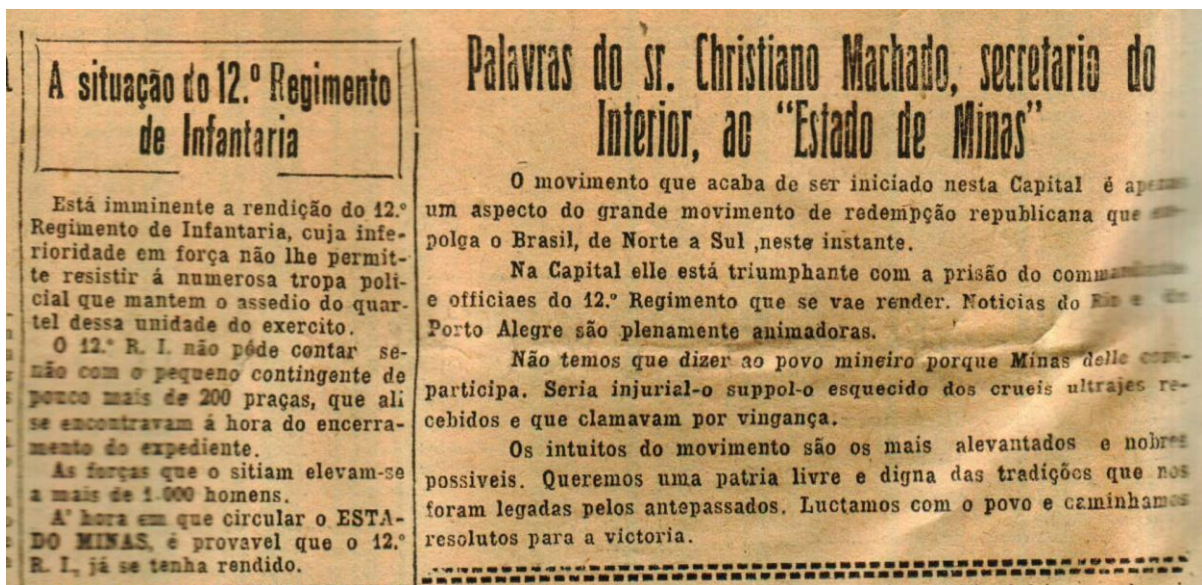 A situação do 12.º Regimento
de Infantaria
Está imminente a rendição do 12.º
Regimento de Infantaria, cuja infe-
rioridade em força não lhe permit-
te resistir á numerosa tropa poli-
cial que mantem o assedio do quar-
tel dessa unidade do exercito.
O 12.º R. I. não póde contar se-
não com o pequeno contingente de
pouco mais de 200 praças, que ali
se encontravam á hora do encerra-
mento do expediente.
As forças que o sitiam elevam-se
a mais de 1.000 homens.
A' hora em que circular o ESTA-
DO MINAS, é provavel que o 12.º
R. I., já se tenha rendido.
Palavras do sr. Christiano Machado, secretario do
Interior, ao "Estado de Minas"
O movimento que acaba de ser iniciado nesta Capital é apenas
um aspecto do grande movimento de redempção republicana que em-
polga o Brasil, de Norte a Sul ,neste instante.
Na Capital elle está triumphante com a prisão do commandante
e officiaes do 12.º Regimento que se vae render. Noticias do Rio e de
Porto Alegre são plenamente animadoras.
Não temos que dizer ao povo mineiro porque Minas delle com-
participa. Seria injurial-o suppol-o esquecido dos crueis ultrajes re-
cebidos e que clamavam por vingança.
Os intuitos do movimento são os mais alevantados e nobres
possiveis. Queremos uma patria livre e digna das tradições que nos
foram legadas pelos antepassados. Luctamos com o povo e caminhamos
resolutos para a victoria.